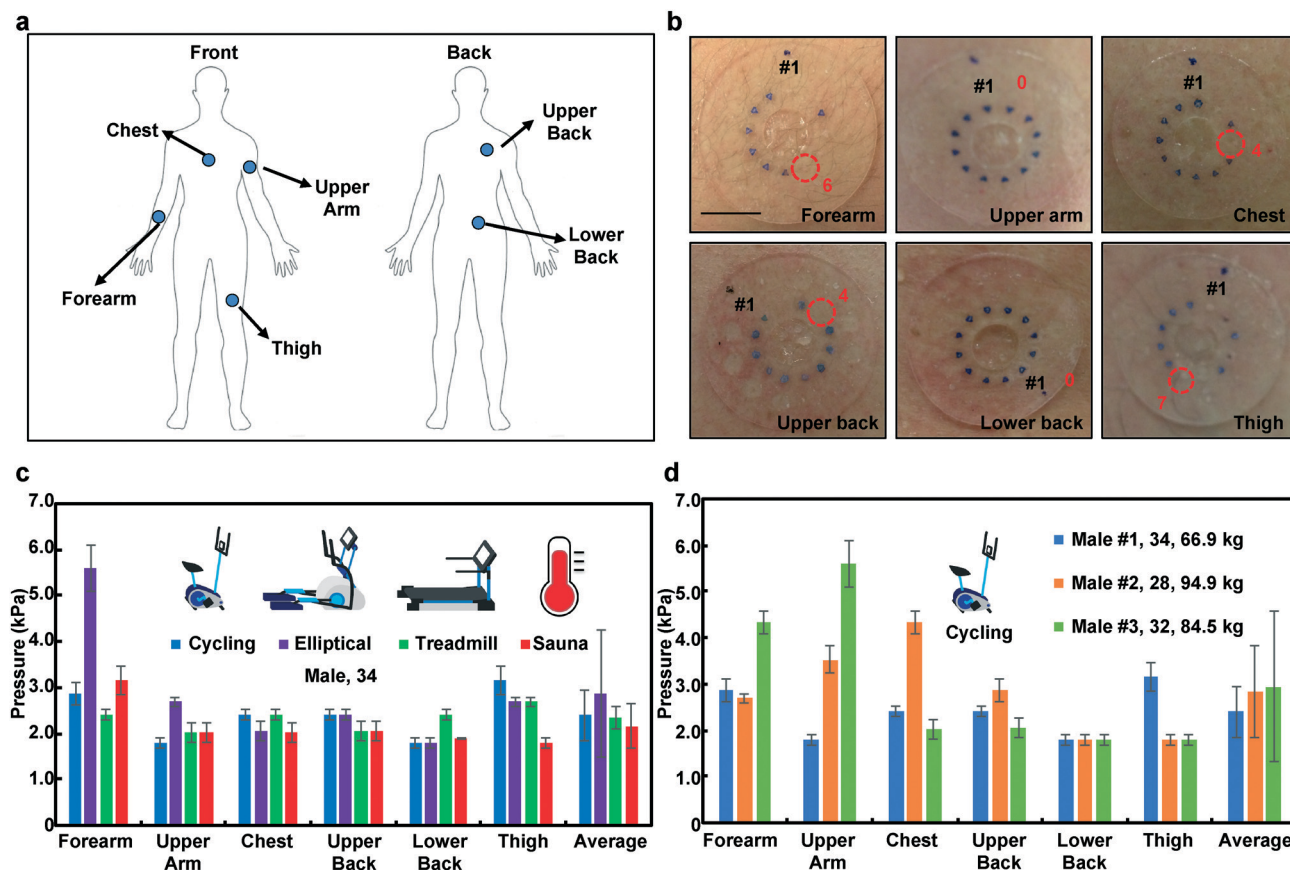 a
Front
Back
Chest
Upper
Arm
Forearm
Thigh
Upper
Back
Lower
Back
b
#1
6
Forearm
#1
0
Upper arm
#1
4
Chest
#1
4
Upper back
#1
0
Lower back
#1
7
Thigh
c
Pressure (kPa)
7.0
6.0
5.0
4.0
3.0
2.0
1.0
0
Cycling Elliptical Treadmill Sauna
Male, 34
Forearm Upper Chest Upper Lower Thigh Average
Arm Back Back
d
Pressure (kPa)
7.0
6.0
5.0
4.0
3.0
2.0
1.0
0
Cycling
Male #1, 34, 66.9 kg
Male #2, 28, 94.9 kg
Male #3, 32, 84.5 kg
Forearm Upper Chest Upper Lower Thigh Average
Arm Back Back